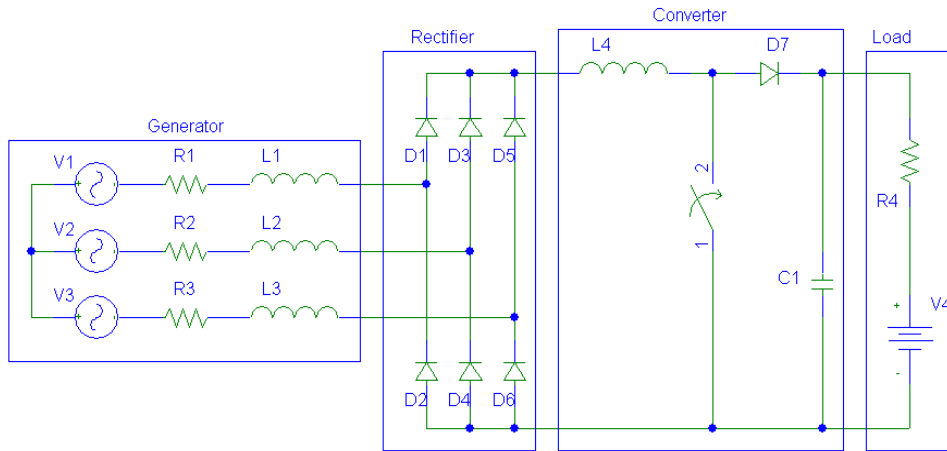 Converter
Rectifier
Load
Generator
L4
D7
V1
R1
L1
D1
D3
D5
V2
R2
L2
2
1
R4
V3
R3
L3
C1
+
V4
-
D2
D4
D6